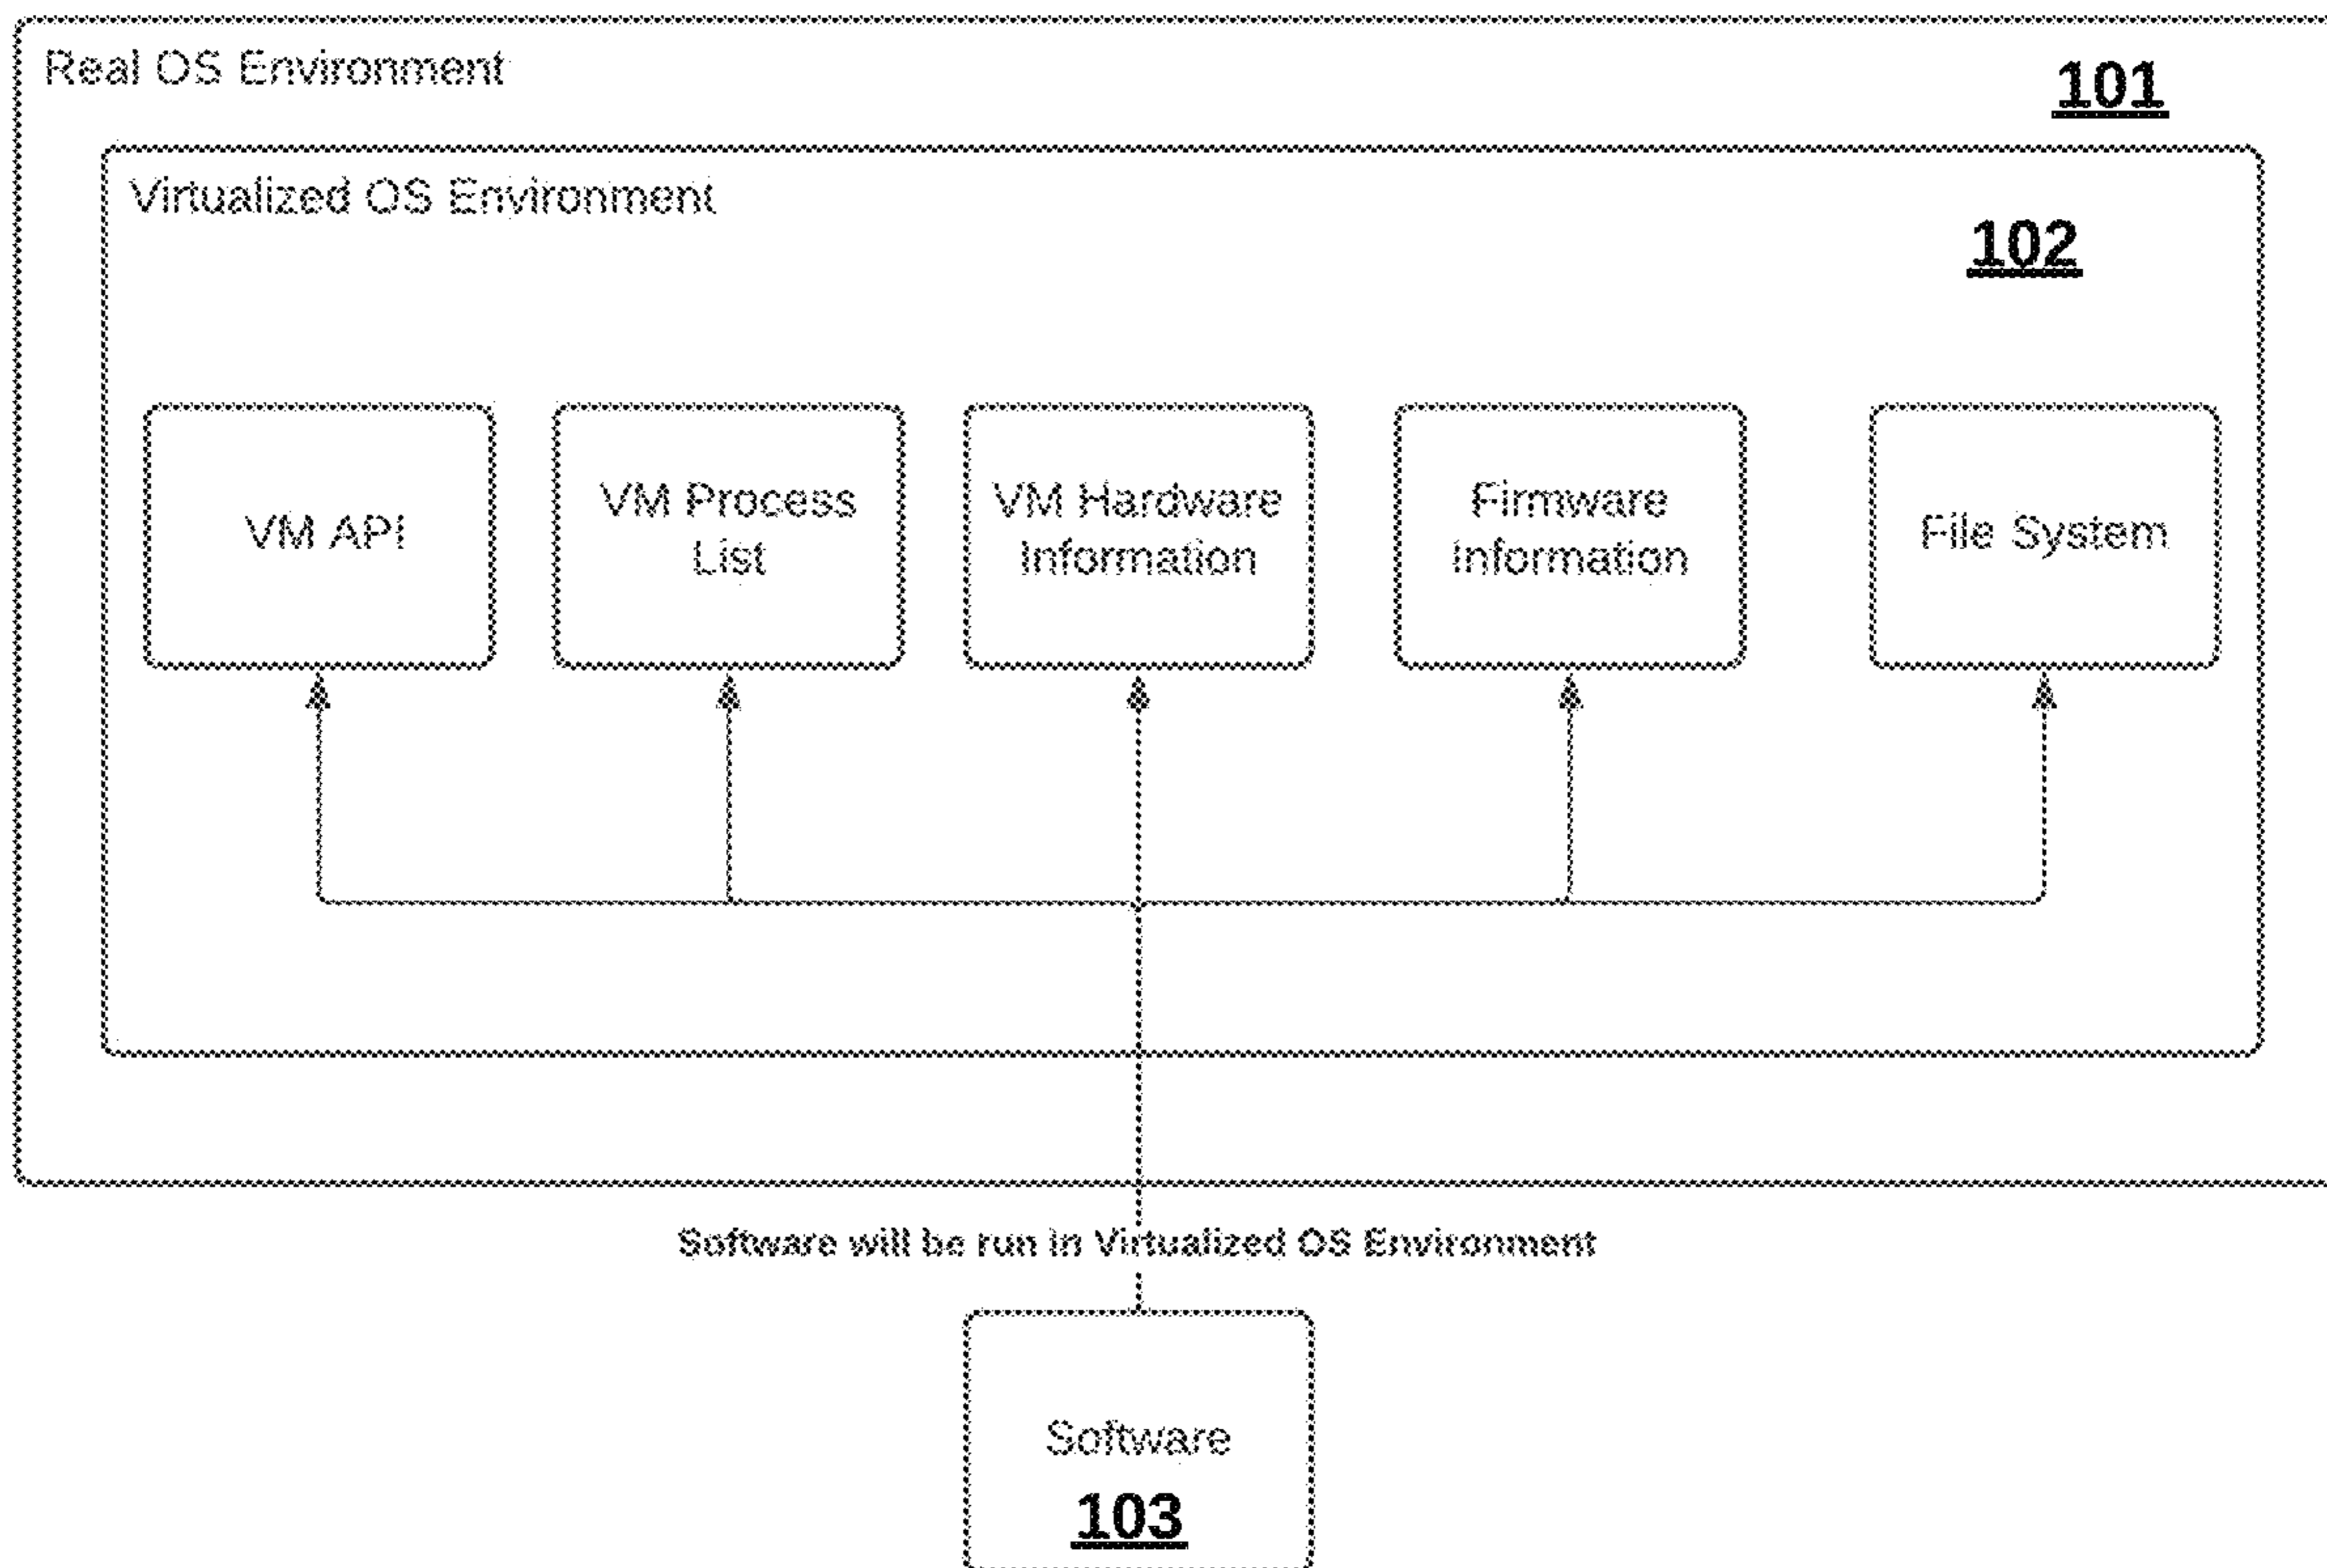 Real OS Environment
101
Virtualized OS Environment
102
VM API
VM Process
List
VM Hardware
Information
Firmware
Information
File System
Software will be run in Virtualized OS Environment
Software
103